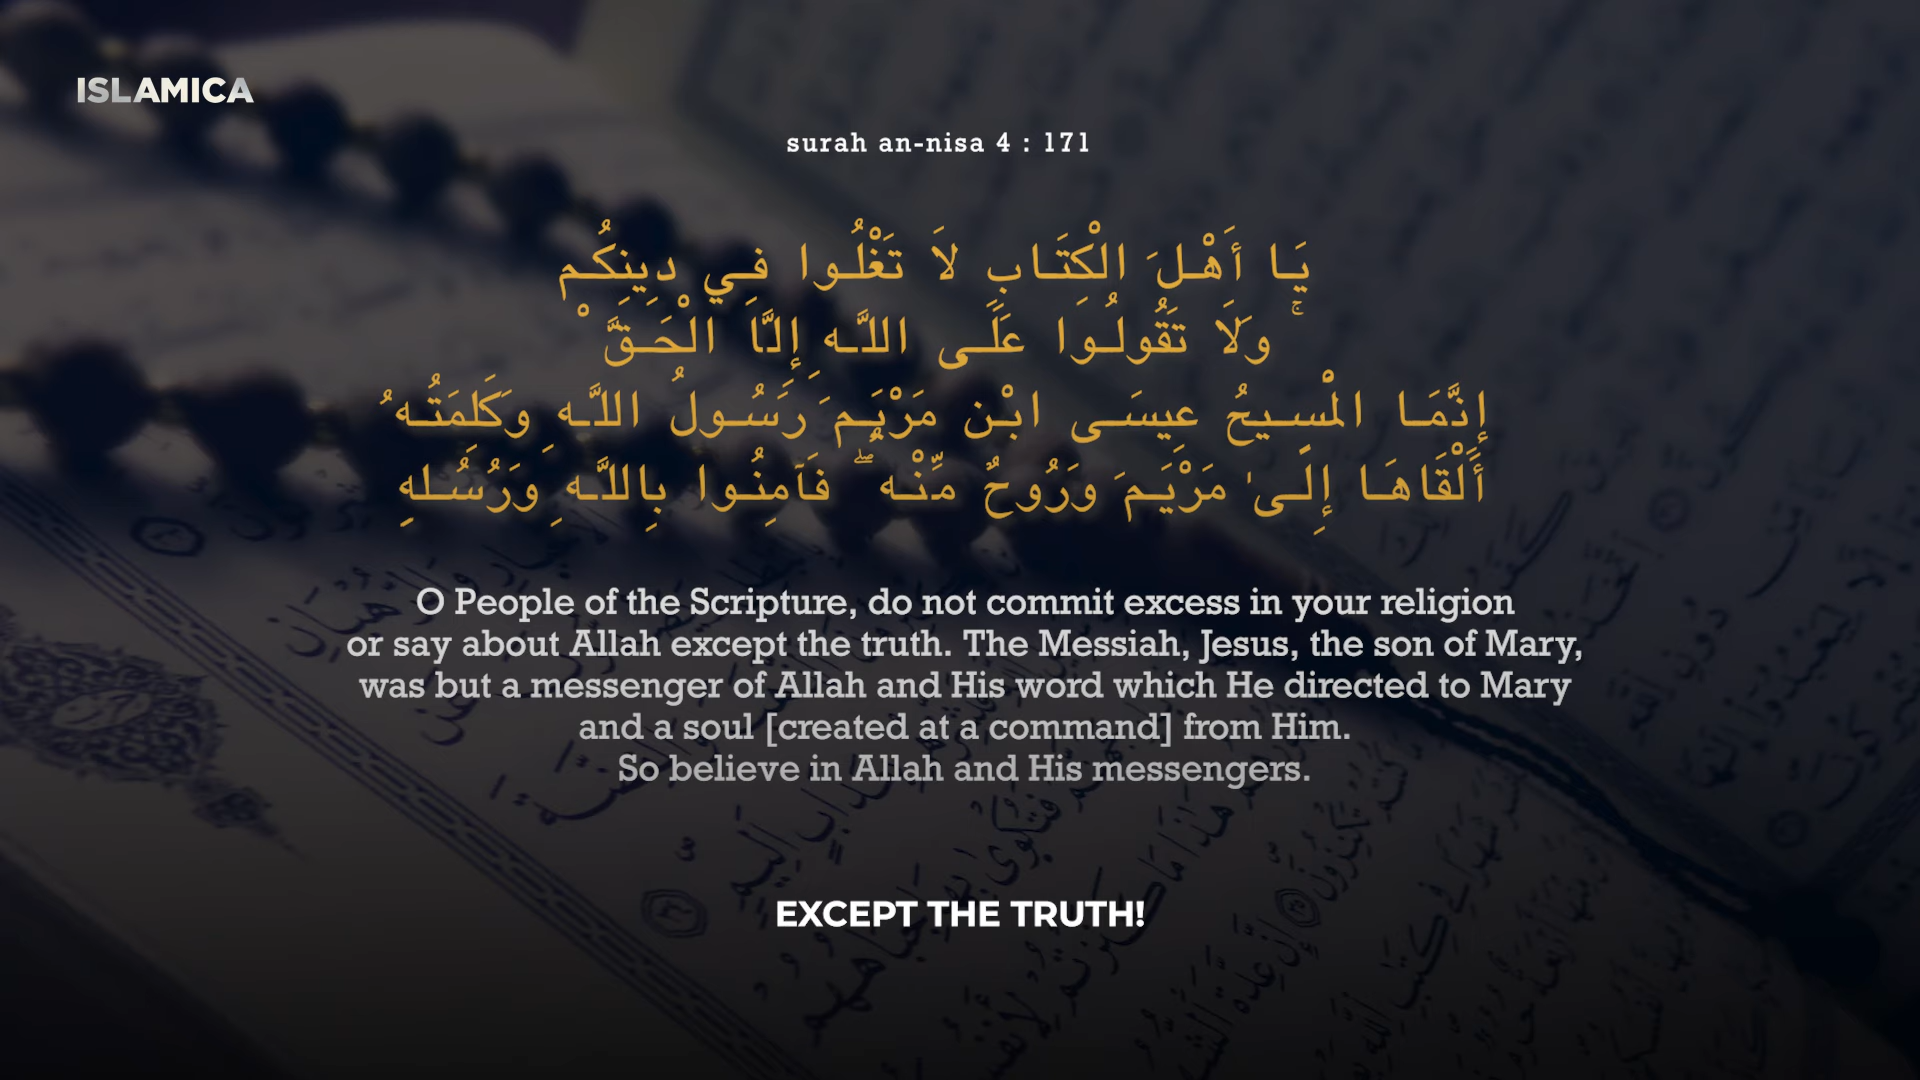 ISLAMICA
surah an-nisa 4 : 171
يَا أَهْلَ الْكِتَابِ لَا تَغْلُوا فِي دِينِكُمْ
وَلَا تَقُولُوا عَلَى اللَّهِ إِلَّا الْحَقَّ ۚ
إِنَّمَا الْمَسِيحُ عِيسَى ابْنُ مَرْيَمَ رَسُولُ اللَّهِ وَكَلِمَتُهُ
أَلْقَاهَا إِلَىٰ مَرْيَمَ وَرُوحٌ مِّنْهُ ۖ فَآمِنُوا بِاللَّهِ وَرُسُلِهِ
O People of the Scripture, do not commit excess in your religion
or say about Allah except the truth. The Messiah, Jesus, the son of Mary,
was but a messenger of Allah and His word which He directed to Mary
and a soul [created at a command] from Him.
So believe in Allah and His messengers.
EXCEPT THE TRUTH!